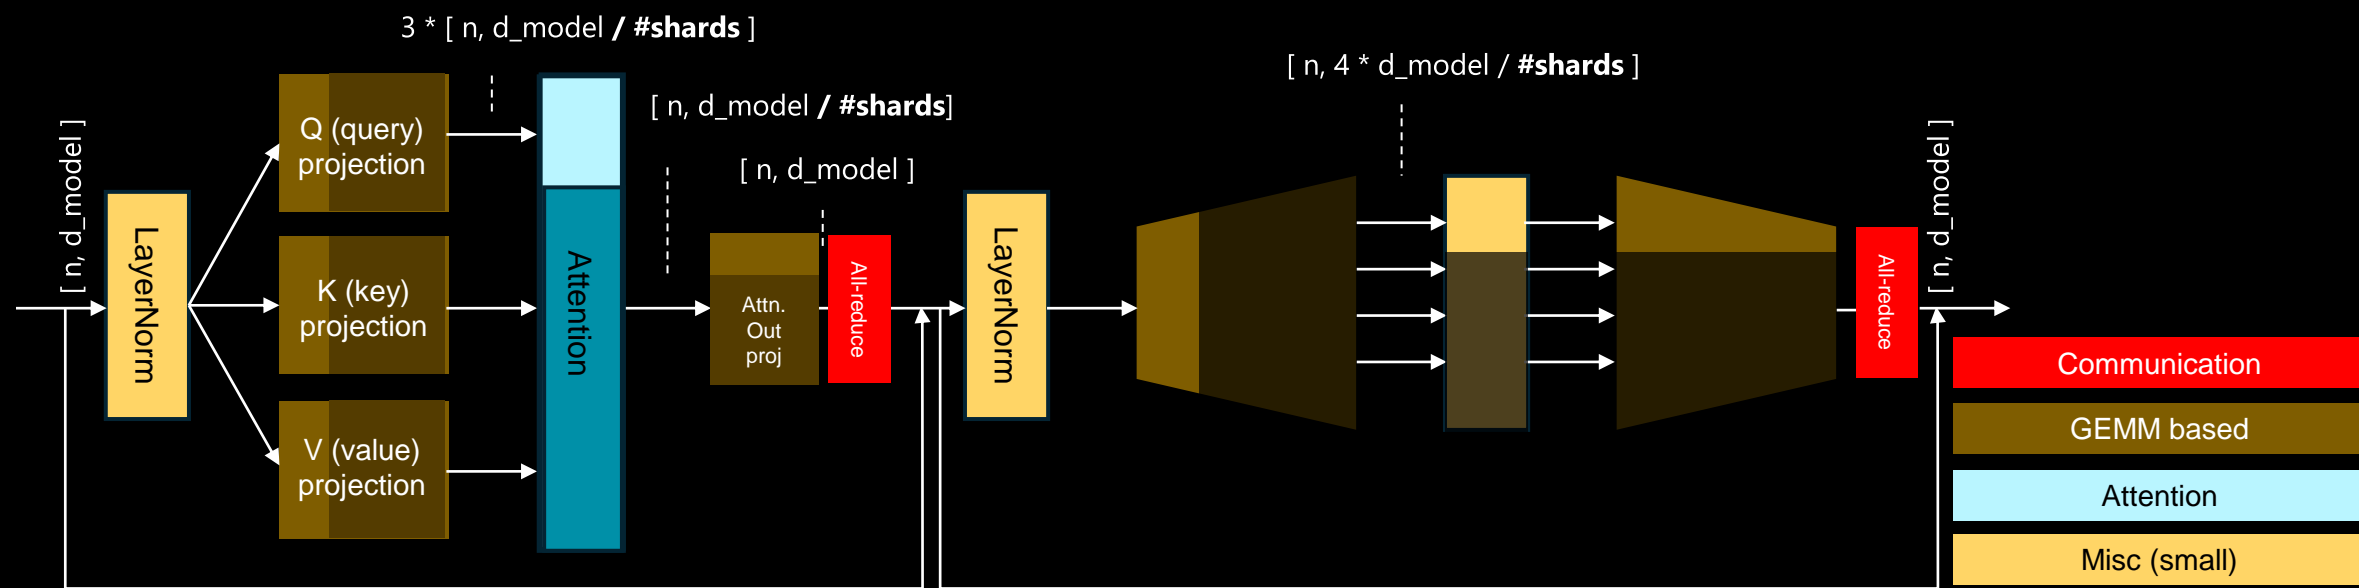 3 * [ n, d_model / #shards ]
[ n, 4 * d_model / #shards ]
[ n, d_model / #shards]
[ n, d_model ]
[ n, d_model ]
LayerNorm
Q (query)
projection
K (key)
projection
V (value)
projection
Attention
Attn.
Out
proj
All-reduce
LayerNorm
All-reduce
[ n, d_model ]
Communication
GEMM based
Attention
Misc (small)